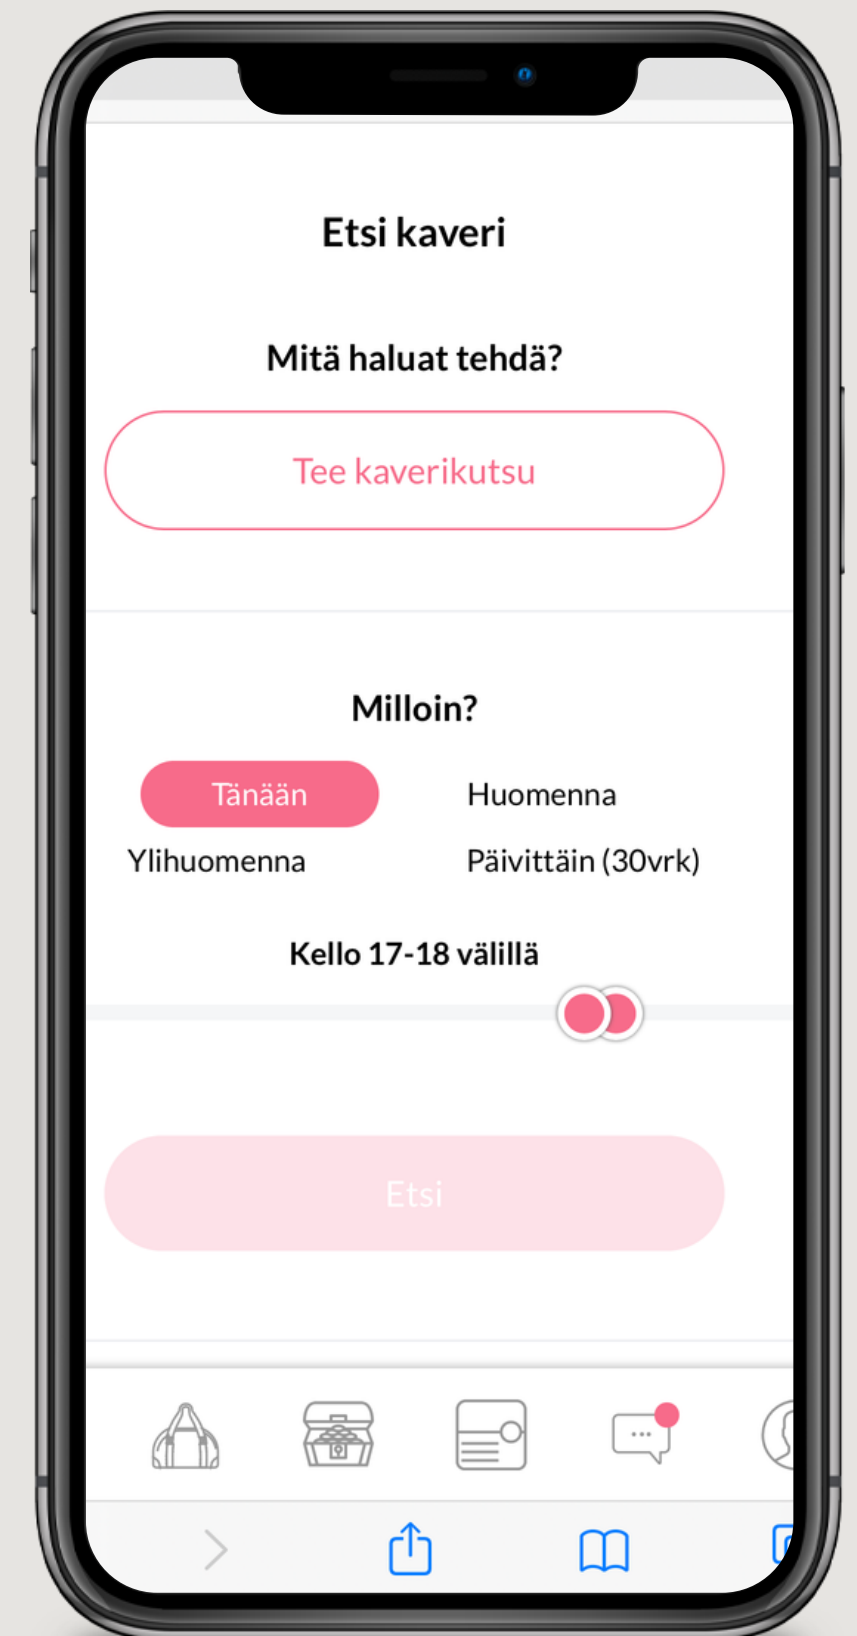 Etsi kaveri
Mitä haluat tehdä?
Tee kaverikutsu
Milloin?
Tänään Huomenna
Ylihuomenna Päivittäin (30vrk)
Kello 17-18 välillä
Etsi